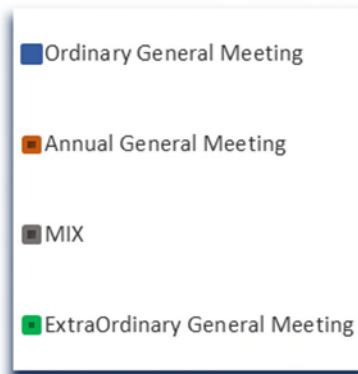 Ordinary General Meeting
Annual General Meeting
MIX
ExtraOrdinary General Meeting